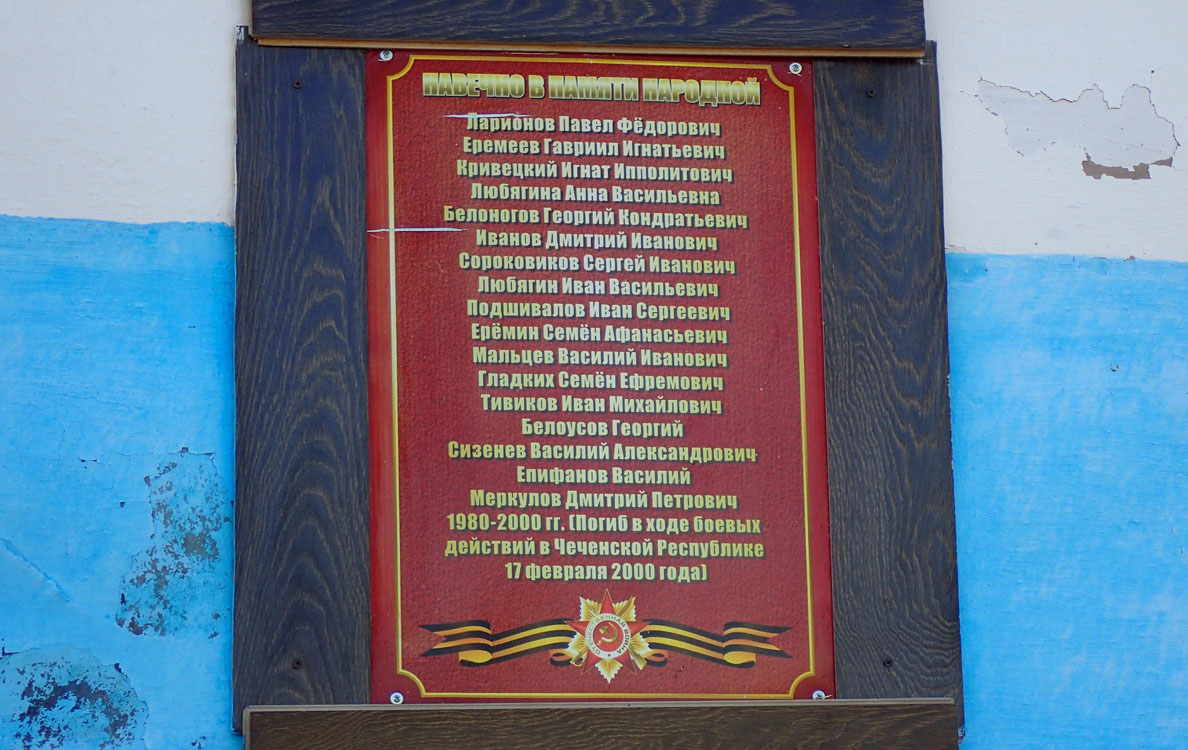 НАВЕЧНО В ПАМЯТИ НАРОДНОЙ
Ларионов Павел Фёдорович
Еремеев Гавриил Игнатьевич
Кривецкий Игнат Ипполитович
Любягина Анна Васильевна
Белоногов Георгий Кондратьевич
Иванов Дмитрий Иванович
Сороковиков Сергей Иванович
Любягин Иван Васильевич
Подшивалов Иван Сергеевич
Ерёмин Семён Афанасьевич
Мальцев Василий Иванович
Гладких Семён Ефремович
Тивиков Иван Михайлович
Белоусов Георгий
Сизенев Василий Александрович
Епифанов Василий
Меркулов Дмитрий Петрович
1980-2000 гг. (Погиб в ходе боевых
действий в Чеченской Республике
17 февраля 2000 года)
ОТЕЧЕСТВЕННАЯ ВОЙНА